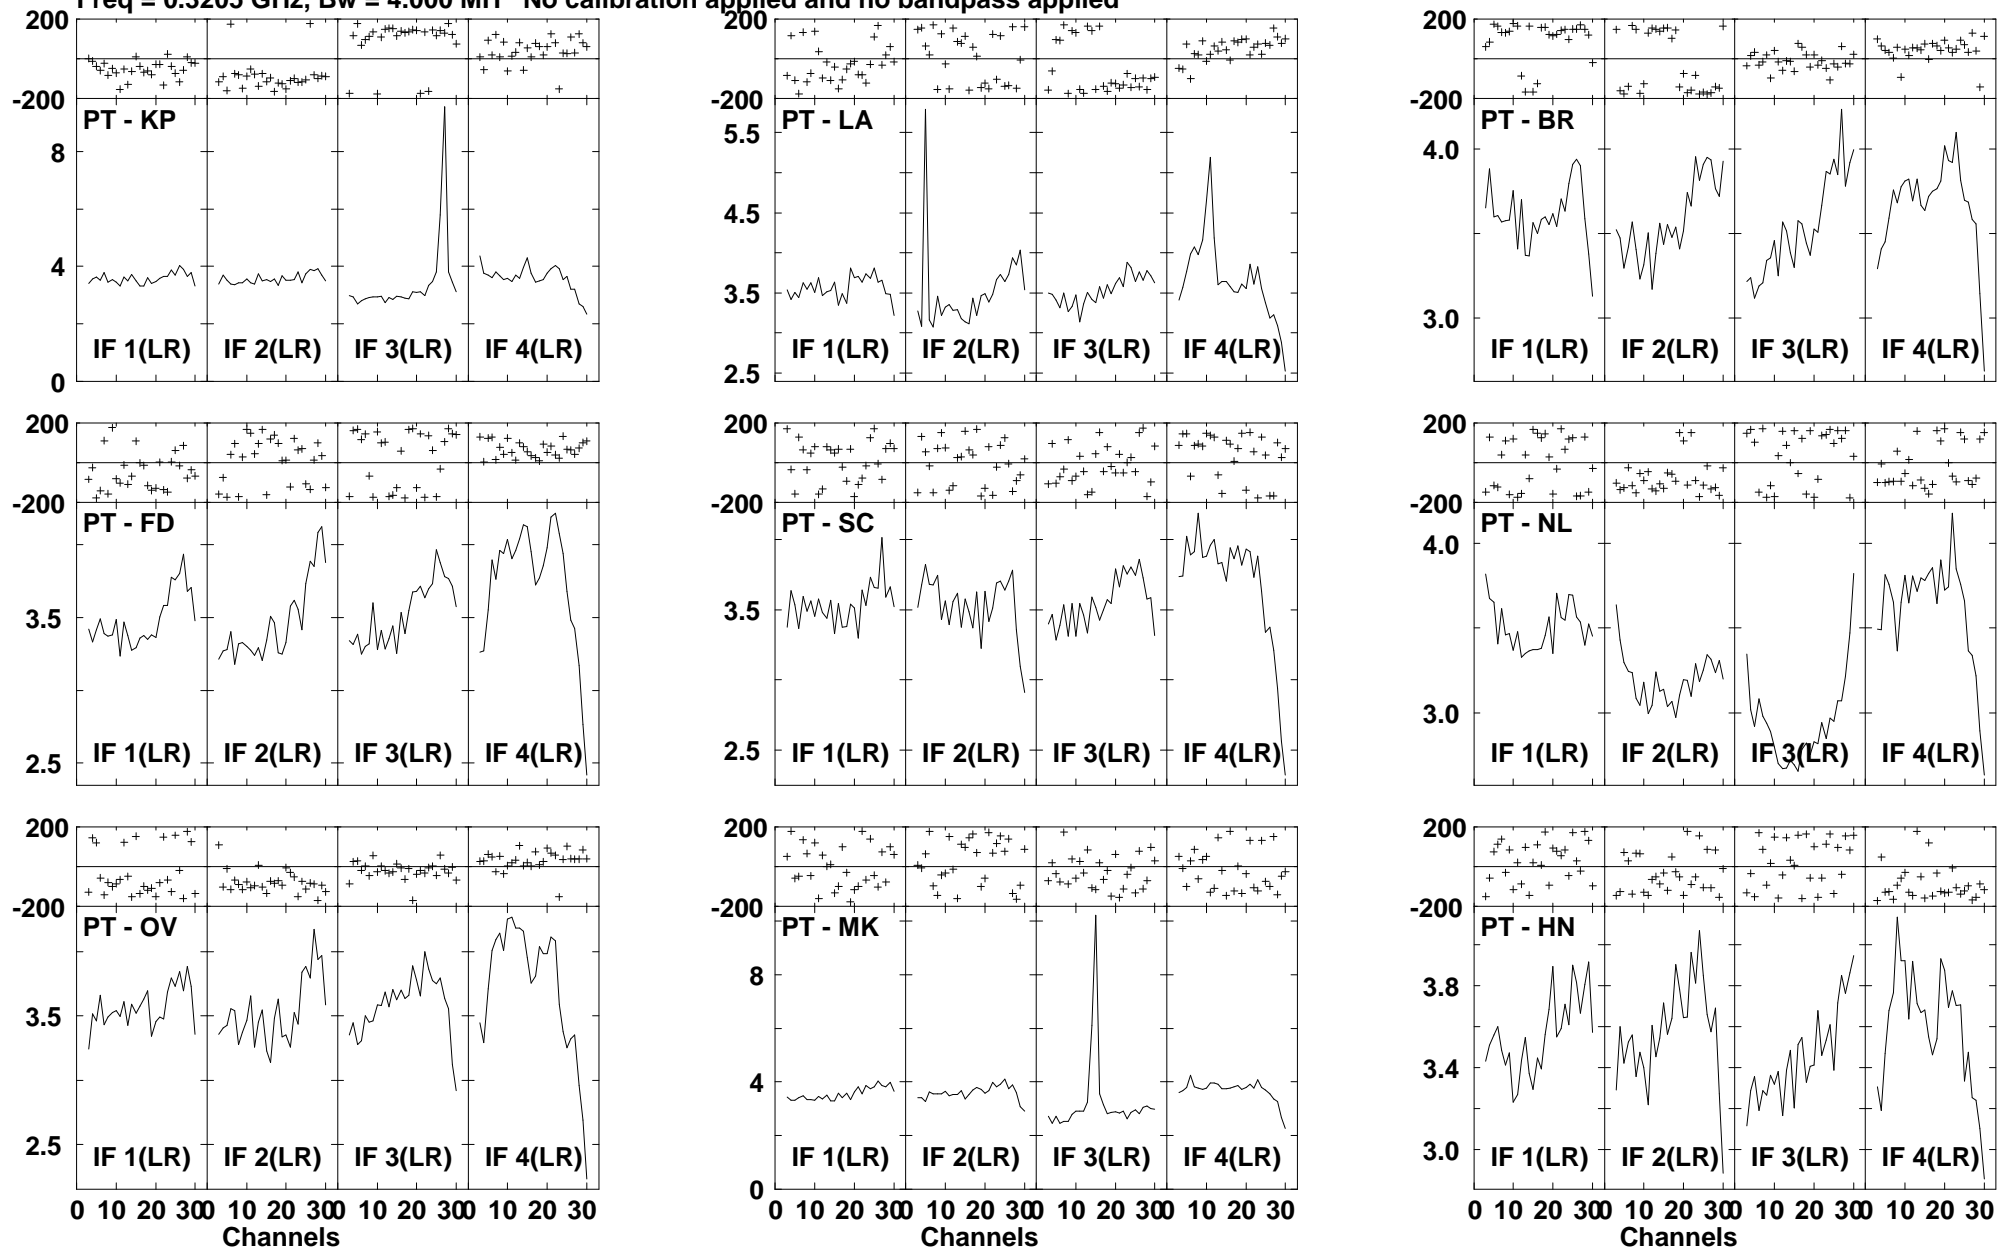 Freq = 0.3205 GHz, Bw = 4.000 MH No calibration applied and no bandpass applied
200 200 200
-200 -200 -200
PT - KP PT - LA PT - BR
8 5.5 4.0
4 4.5 3.0
0 3.5
2.5
IF 1(LR) IF 2(LR) IF 3(LR) IF 4(LR) IF 1(LR) IF 2(LR) IF 3(LR) IF 4(LR) IF 1(LR) IF 2(LR) IF 3(LR) IF 4(LR)
200 200 200
-200 -200 -200
PT - FD PT - SC PT - NL
3.5 3.5 4.0
2.5 2.5 3.0
IF 1(LR) IF 2(LR) IF 3(LR) IF 4(LR) IF 1(LR) IF 2(LR) IF 3(LR) IF 4(LR) IF 1(LR) IF 2(LR) IF 3(LR) IF 4(LR)
200 200 200
-200 -200 -200
PT - OV PT - MK PT - HN
3.5 8 3.8
2.5 4 3.4
0 3.0
IF 1(LR) IF 2(LR) IF 3(LR) IF 4(LR) IF 1(LR) IF 2(LR) IF 3(LR) IF 4(LR) IF 1(LR) IF 2(LR) IF 3(LR) IF 4(LR)
0 10 20 30 0 10 20 30 0 10 20 30 0 10 20 30 0 10 20 30 0 10 20 30 0 10 20 30 0 10 20 30 0 10 20 30 0 10 20 30 0 10 20 30 0 10 20 30
Channels Channels Channels